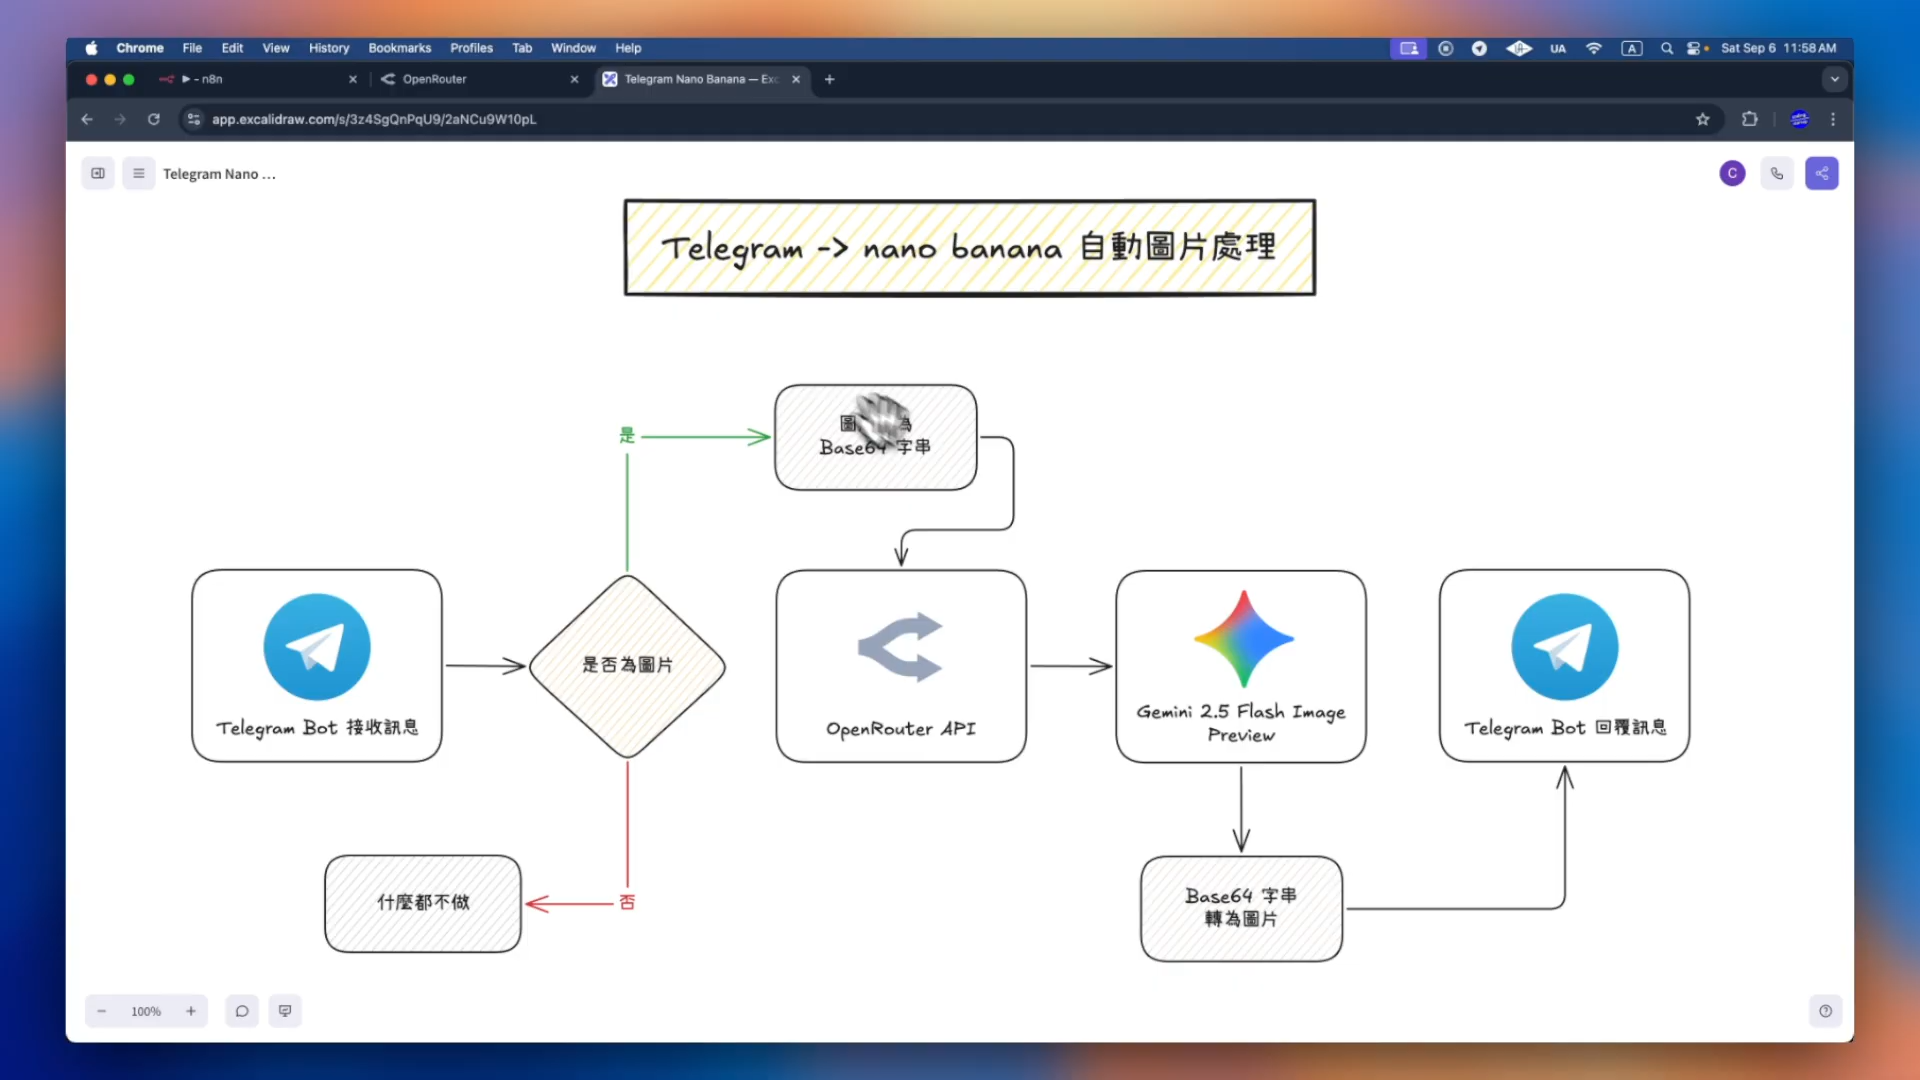 Chrome File Edit View History Bookmarks Profiles Tab Window Help
UA
A
Sat Sep 6 11:58 AM
▶ - n8n
OpenRouter
Telegram Nano Banana — Exc
app.excalidraw.com/s/3z4SgQnPqU9/2aNCu9W10pL
Telegram Nano ...
C
Telegram -> nano banana 自動圖片處理
是
圖 為
Base64 字串
Telegram Bot 接收訊息
是否為圖片
OpenRouter API
Gemini 2.5 Flash Image
Preview
Telegram Bot 回覆訊息
什麼都不做
否
Base64 字串
轉為圖片
100%